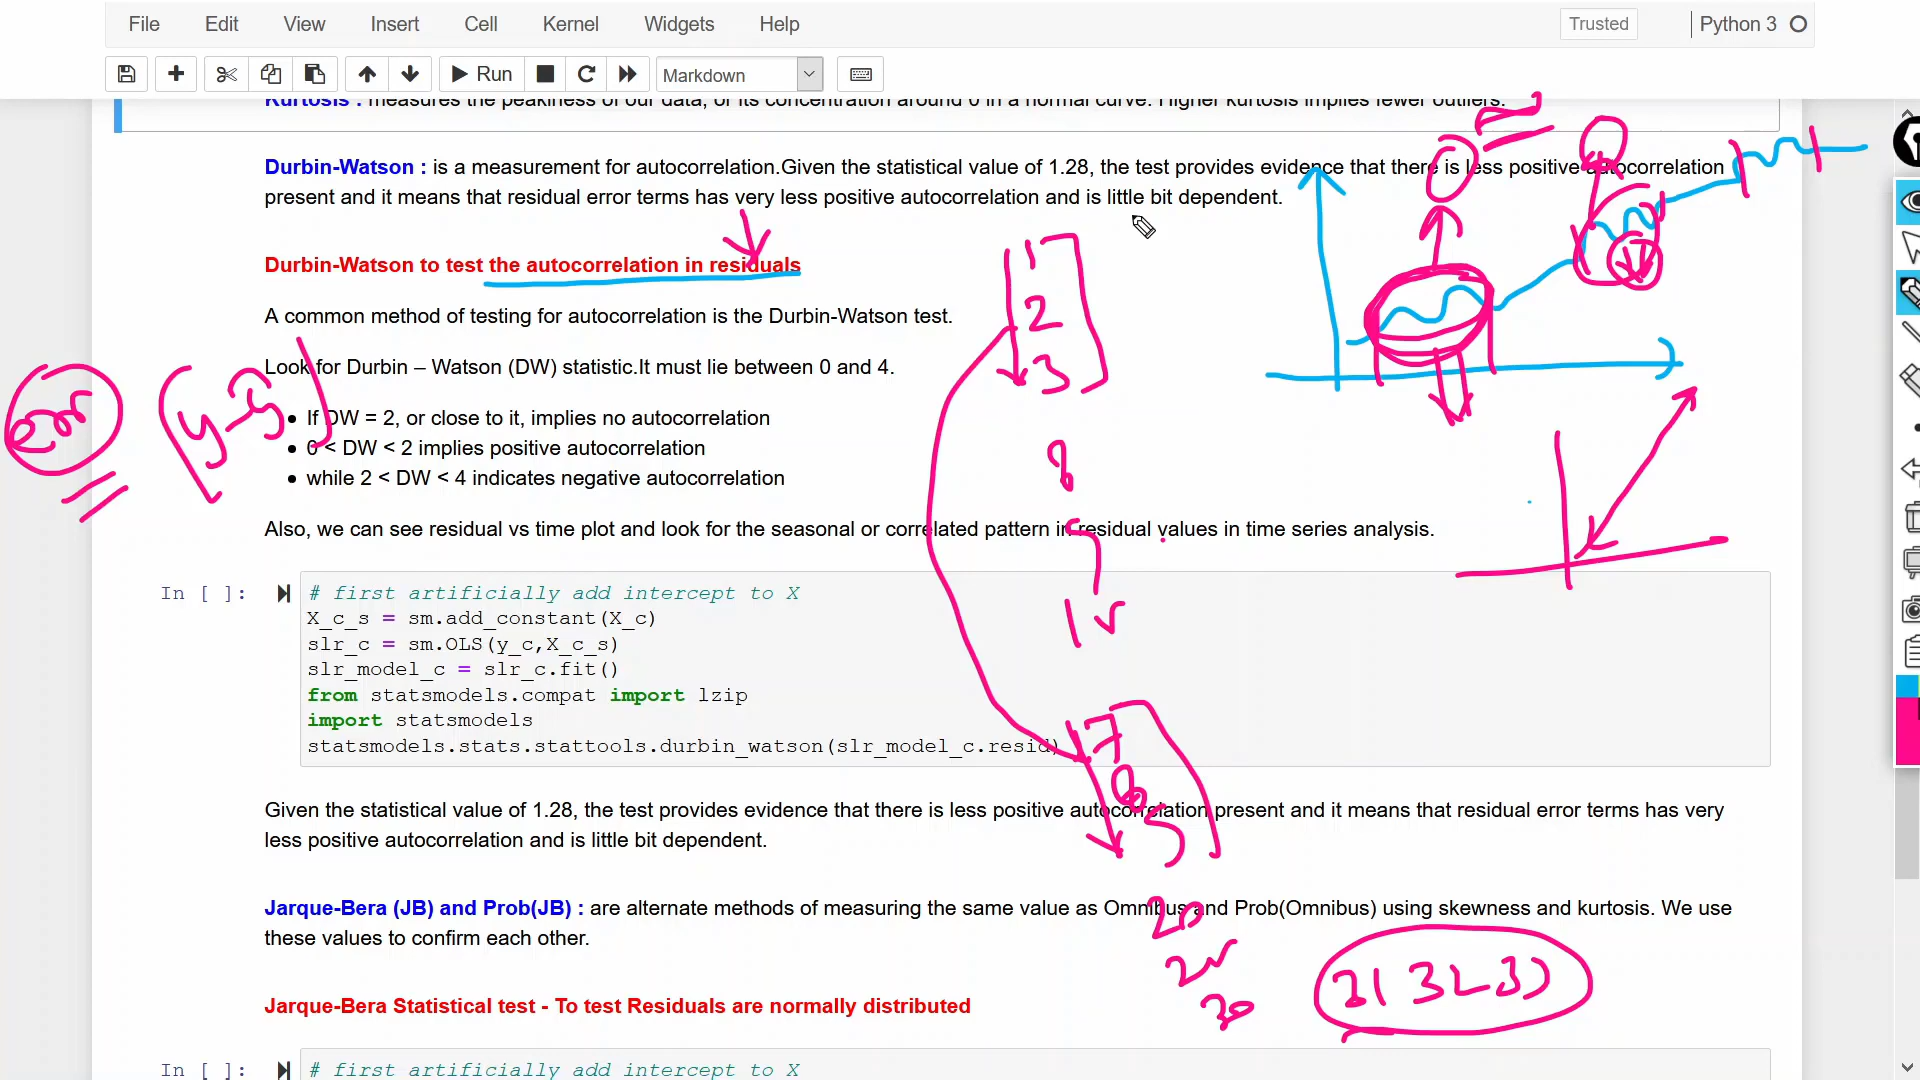 File Edit View Insert Cell Kernel Widgets Help Trusted Python 3
Run Markdown
Kurtosis : measures the peakiness of our data, or its concentration around 0 in a normal curve. Higher kurtosis implies fewer outliers.
Durbin-Watson : is a measurement for autocorrelation.Given the statistical value of 1.28, the test provides evidence that there is less positive autocorrelation
present and it means that residual error terms has very less positive autocorrelation and is little bit dependent.
Durbin-Watson to test the autocorrelation in residuals
A common method of testing for autocorrelation is the Durbin-Watson test.
Look for Durbin – Watson (DW) statistic.It must lie between 0 and 4.
If DW = 2, or close to it, implies no autocorrelation
0 < DW < 2 implies positive autocorrelation
while 2 < DW < 4 indicates negative autocorrelation
Also, we can see residual vs time plot and look for the seasonal or correlated pattern in residual values in time series analysis.
In [ ]: # first artificially add intercept to X
X_c_s = sm.add_constant(X_c)
slr_c = sm.OLS(y_c,X_c_s)
slr_model_c = slr_c.fit()
from statsmodels.compat import lzip
import statsmodels
statsmodels.stats.stattools.durbin_watson(slr_model_c.resid)
Given the statistical value of 1.28, the test provides evidence that there is less positive autocorrelation present and it means that residual error terms has very
less positive autocorrelation and is little bit dependent.
Jarque-Bera (JB) and Prob(JB) : are alternate methods of measuring the same value as Omnibus and Prob(Omnibus) using skewness and kurtosis. We use
these values to confirm each other.
Jarque-Bera Statistical test - To test Residuals are normally distributed
In [ ]: # first artificially add intercept to X
1
2
3
7
8
5
20